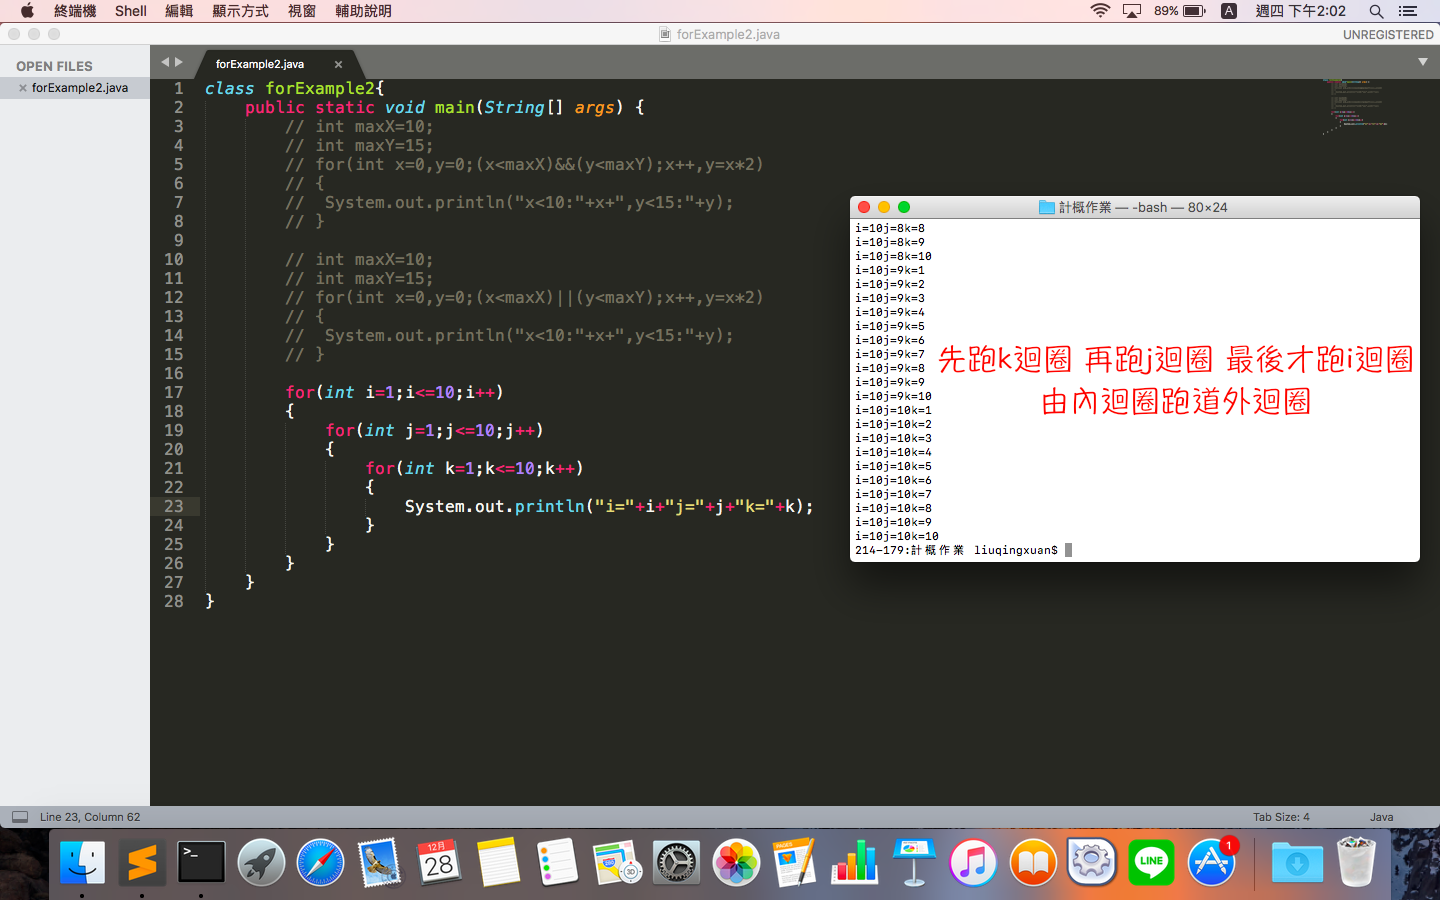 終端機 Shell 編輯 顯示方式 視窗 輔助說明 89% A 週四 下午2:02
forExample2.java UNREGISTERED
OPEN FILES
forExample2.java
forExample2.java
1 class forExample2{
2 public static void main(String[] args) {
3 // int maxX=10;
4 // int maxY=15;
5 // for(int x=0,y=0;(x<maxX)&&(y<maxY);x++,y=x*2)
6 // {
7 //  System.out.println("x<10:"+x+",y<15:"+y);
8 // }
9
10 // int maxX=10;
11 // int maxY=15;
12 // for(int x=0,y=0;(x<maxX)||(y<maxY);x++,y=x*2)
13 // {
14 //  System.out.println("x<10:"+x+",y<15:"+y);
15 // }
16
17 for(int i=1;i<=10;i++)
18 {
19 for(int j=1;j<=10;j++)
20 {
21 for(int k=1;k<=10;k++)
22 {
23 System.out.println("i="+i+"j="+j+"k="+k);
24 }
25 }
26 }
27 }
28 }
計概作業 — -bash — 80×24
i=10j=8k=8
i=10j=8k=9
i=10j=8k=10
i=10j=9k=1
i=10j=9k=2
i=10j=9k=3
i=10j=9k=4
i=10j=9k=5
i=10j=9k=6
i=10j=9k=7
i=10j=9k=8
i=10j=9k=9
i=10j=9k=10
i=10j=10k=1
i=10j=10k=2
i=10j=10k=3
i=10j=10k=4
i=10j=10k=5
i=10j=10k=6
i=10j=10k=7
i=10j=10k=8
i=10j=10k=9
i=10j=10k=10
214-179:計概作業 liuqingxuan$
先跑k迴圈 再跑j迴圈 最後才跑i迴圈
由內迴圈跑道外迴圈
Line 23, Column 62 Tab Size: 4 Java
>_
12月
28
360
3D
PAGES
LINE
1